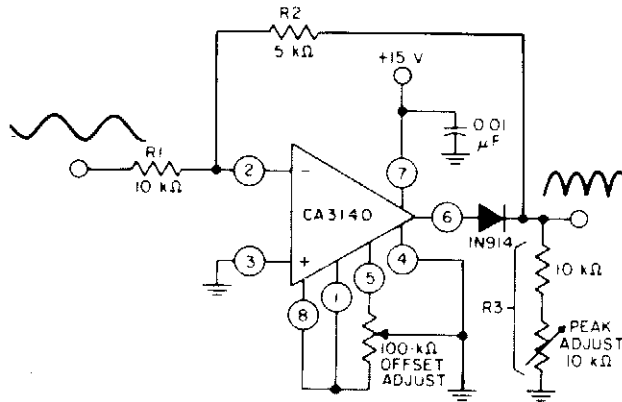 R2
5 kΩ
+15 V
0.01
µF
R1
10 kΩ
2
-
7
CA3140
6
1N914
3
+
8
1
5
4
100-kΩ
OFFSET
ADJUST
R3
10 kΩ
PEAK
ADJUST
10 kΩ